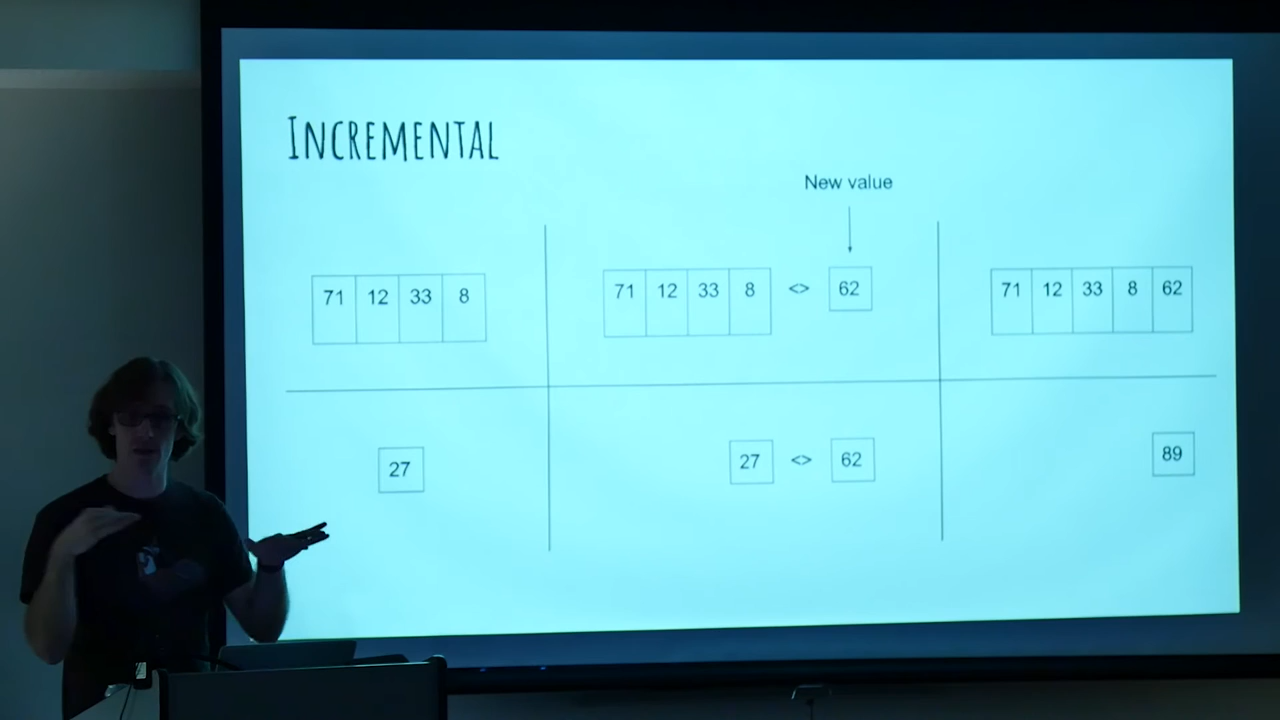 INCREMENTAL
New value
71 12 33 8
71 12 33 8 <> 62
71 12 33 8 62
27
27 <> 62
89